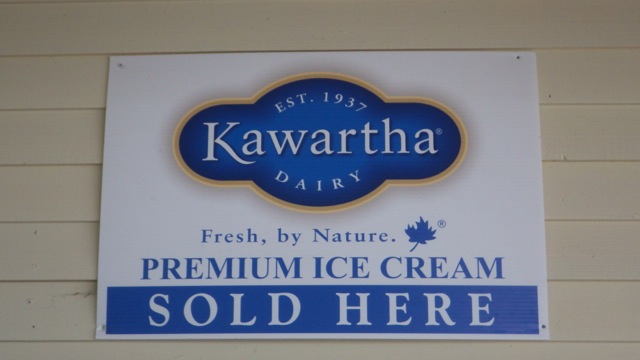 EST. 1937
Kawartha®
DAIRY
Fresh, by Nature. ®
PREMIUM ICE CREAM
SOLD HERE